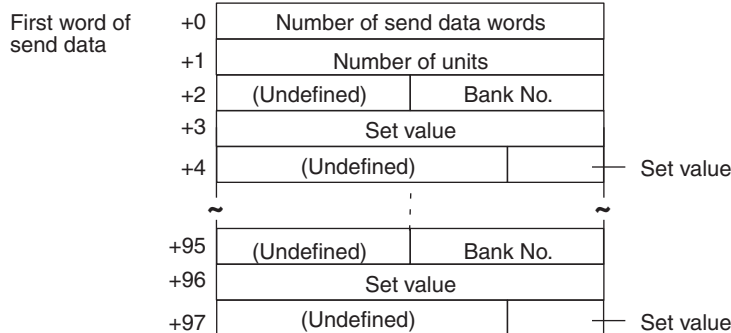 First word of
send data
+0 Number of send data words
+1 Number of units
+2 (Undefined) Bank No.
+3 Set value
+4 (Undefined) Set value
~ ~
+95 (Undefined) Bank No.
+96 Set value
+97 (Undefined) Set value